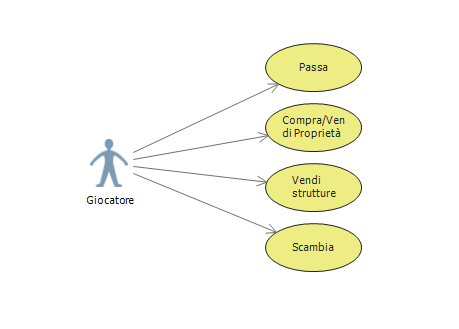 Passa
Compra/Ven
di Proprietà
Vendi
strutture
Giocatore
Scambia